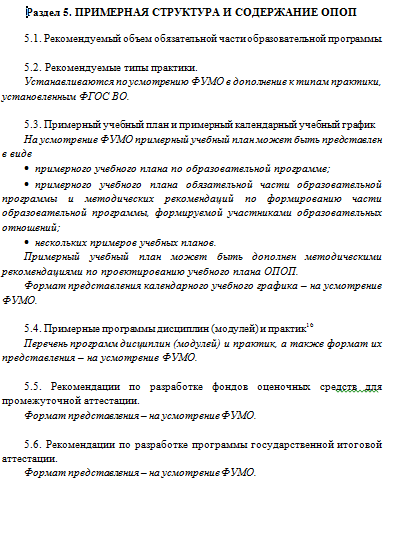 Раздел 5. ПРИМЕРНАЯ СТРУКТУРА И СОДЕРЖАНИЕ ОПОП
5.1. Рекомендуемый объем обязательной части образовательной программы
5.2. Рекомендуемые типы практики.
Устанавливаются по усмотрению ФУМО в дополнение к типам практики,
установленным ФГОС ВО.
5.3. Примерный учебный план и примерный календарный учебный график
На усмотрение ФУМО примерный учебный план может быть представлен
в виде
• примерного учебного плана по образовательной программе;
• примерного учебного плана обязательной части образовательной
программы и методических рекомендаций по формированию части
образовательной программы, формируемой участниками образовательных
отношений;
• нескольких примеров учебных планов.
Примерный учебный план может быть дополнен методическими
рекомендациями по проектированию учебного плана ОПОП.
Формат представления календарного учебного графика – на усмотрение
ФУМО.
5.4. Примерные программы дисциплин (модулей) и практик16
Перечень программ дисциплин (модулей) и практик, а также формат их
представления – на усмотрение ФУМО.
5.5. Рекомендации по разработке фондов оценочных средств для
промежуточной аттестации.
Формат представления – на усмотрение ФУМО.
5.6. Рекомендации по разработке программы государственной итоговой
аттестации.
Формат представления – на усмотрение ФУМО.